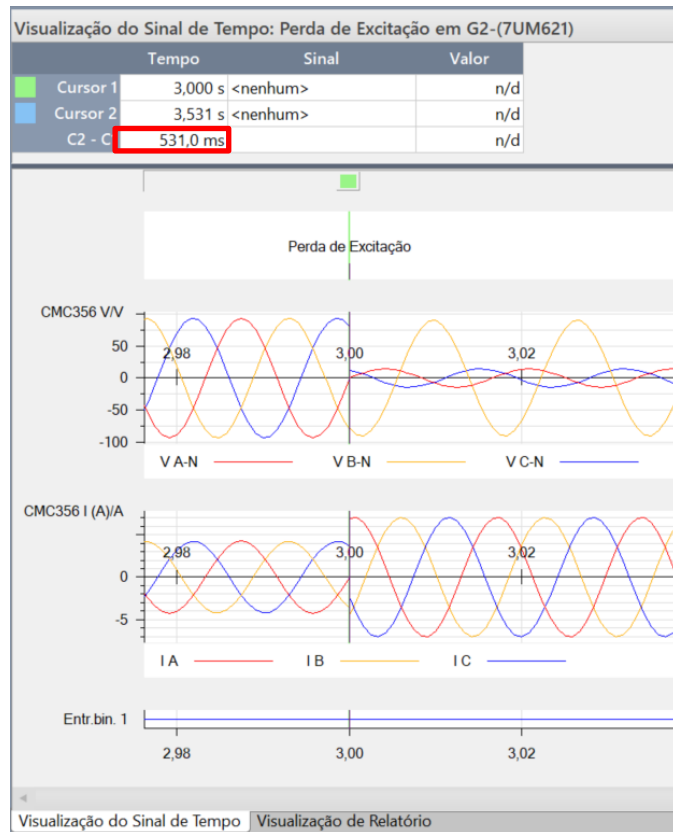 Visualização do Sinal de Tempo: Perda de Excitação em G2-(7UM621)
Tempo Sinal Valor
Cursor 1 3,000 s <nenhum> n/d
Cursor 2 3,531 s <nenhum> n/d
C2 - C 531,0 ms n/d
Perda de Excitação
CMC356 V/V
50
0
-50
-100
2,98 3,00 3,02
V A-N V B-N V C-N
CMC356 I (A)/A
0
-5
2,98 3,00 3,02
I A I B I C
Entr.bin. 1
2,98 3,00 3,02
Visualização do Sinal de Tempo Visualização de Relatório